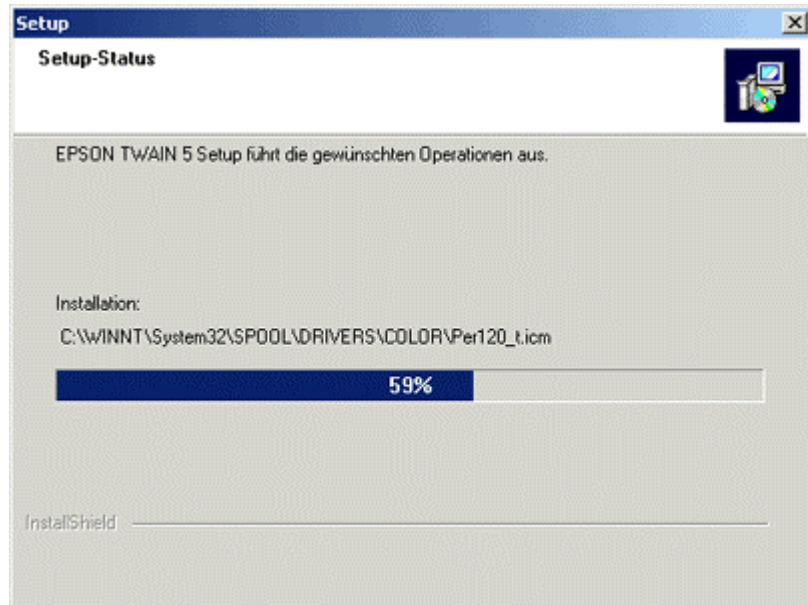 Setup
Setup-Status
EPSON TWAIN 5 Setup führt die gewünschten Operationen aus.
Installation:
C:\WINNT\System32\SPOOL\DRIVERS\COLOR\Per120_t.icm
59%
InstallShield